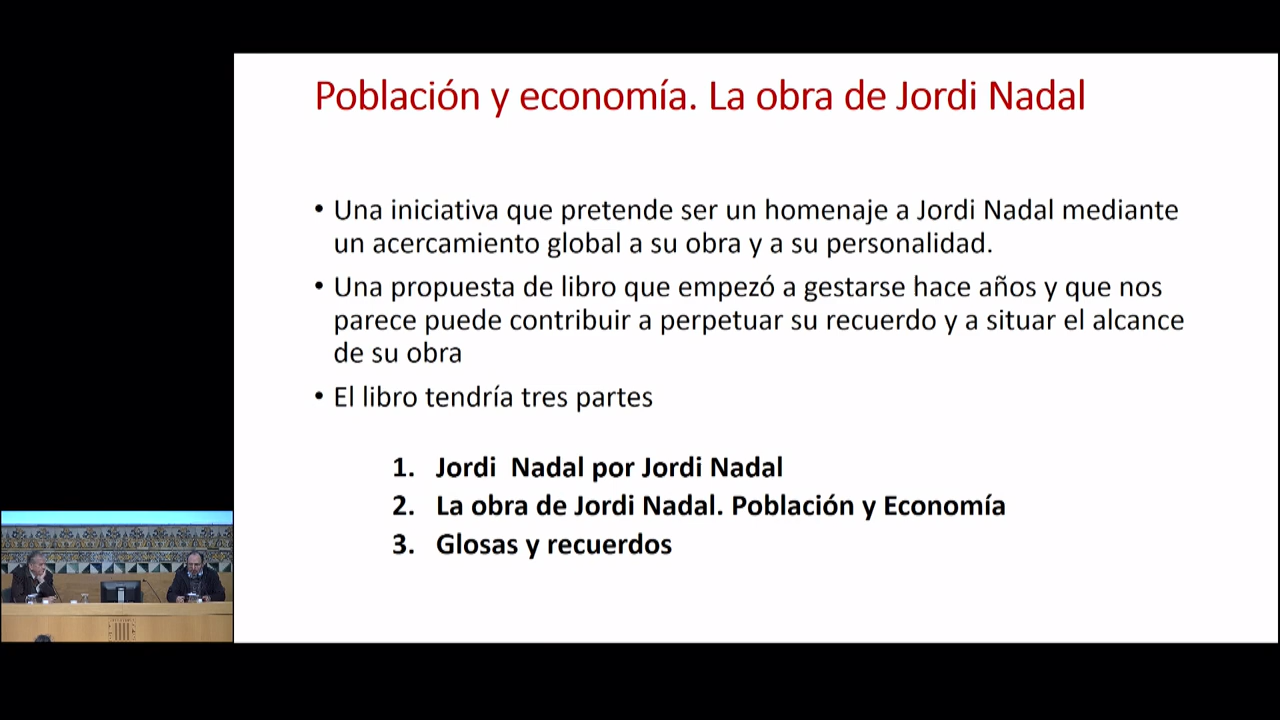 Población y economía. La obra de Jordi Nadal
• Una iniciativa que pretende ser un homenaje a Jordi Nadal mediante
un acercamiento global a su obra y a su personalidad.
• Una propuesta de libro que empezó a gestarse hace años y que nos
parece puede contribuir a perpetuar su recuerdo y a situar el alcance
de su obra
• El libro tendría tres partes
1. Jordi  Nadal por Jordi Nadal
2. La obra de Jordi Nadal. Población y Economía
3. Glosas y recuerdos